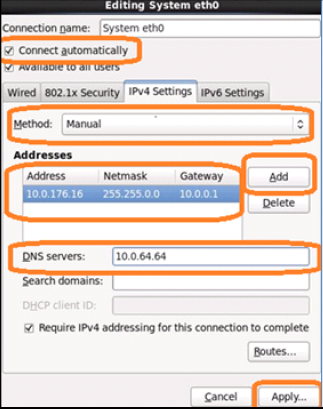 Editing System eth0
Connection name: System eth0
Connect automatically
Available to all users
Wired 802.1x Security IPv4 Settings IPv6 Settings
Method: Manual
Addresses
Address Netmask Gateway
Add
10.0.176.16 255.255.0.0 10.0.0.1
Delete
DNS servers: 10.0.64.64
Search domains:
DHCP client ID:
Require IPv4 addressing for this connection to complete
Routes...
Cancel Apply...